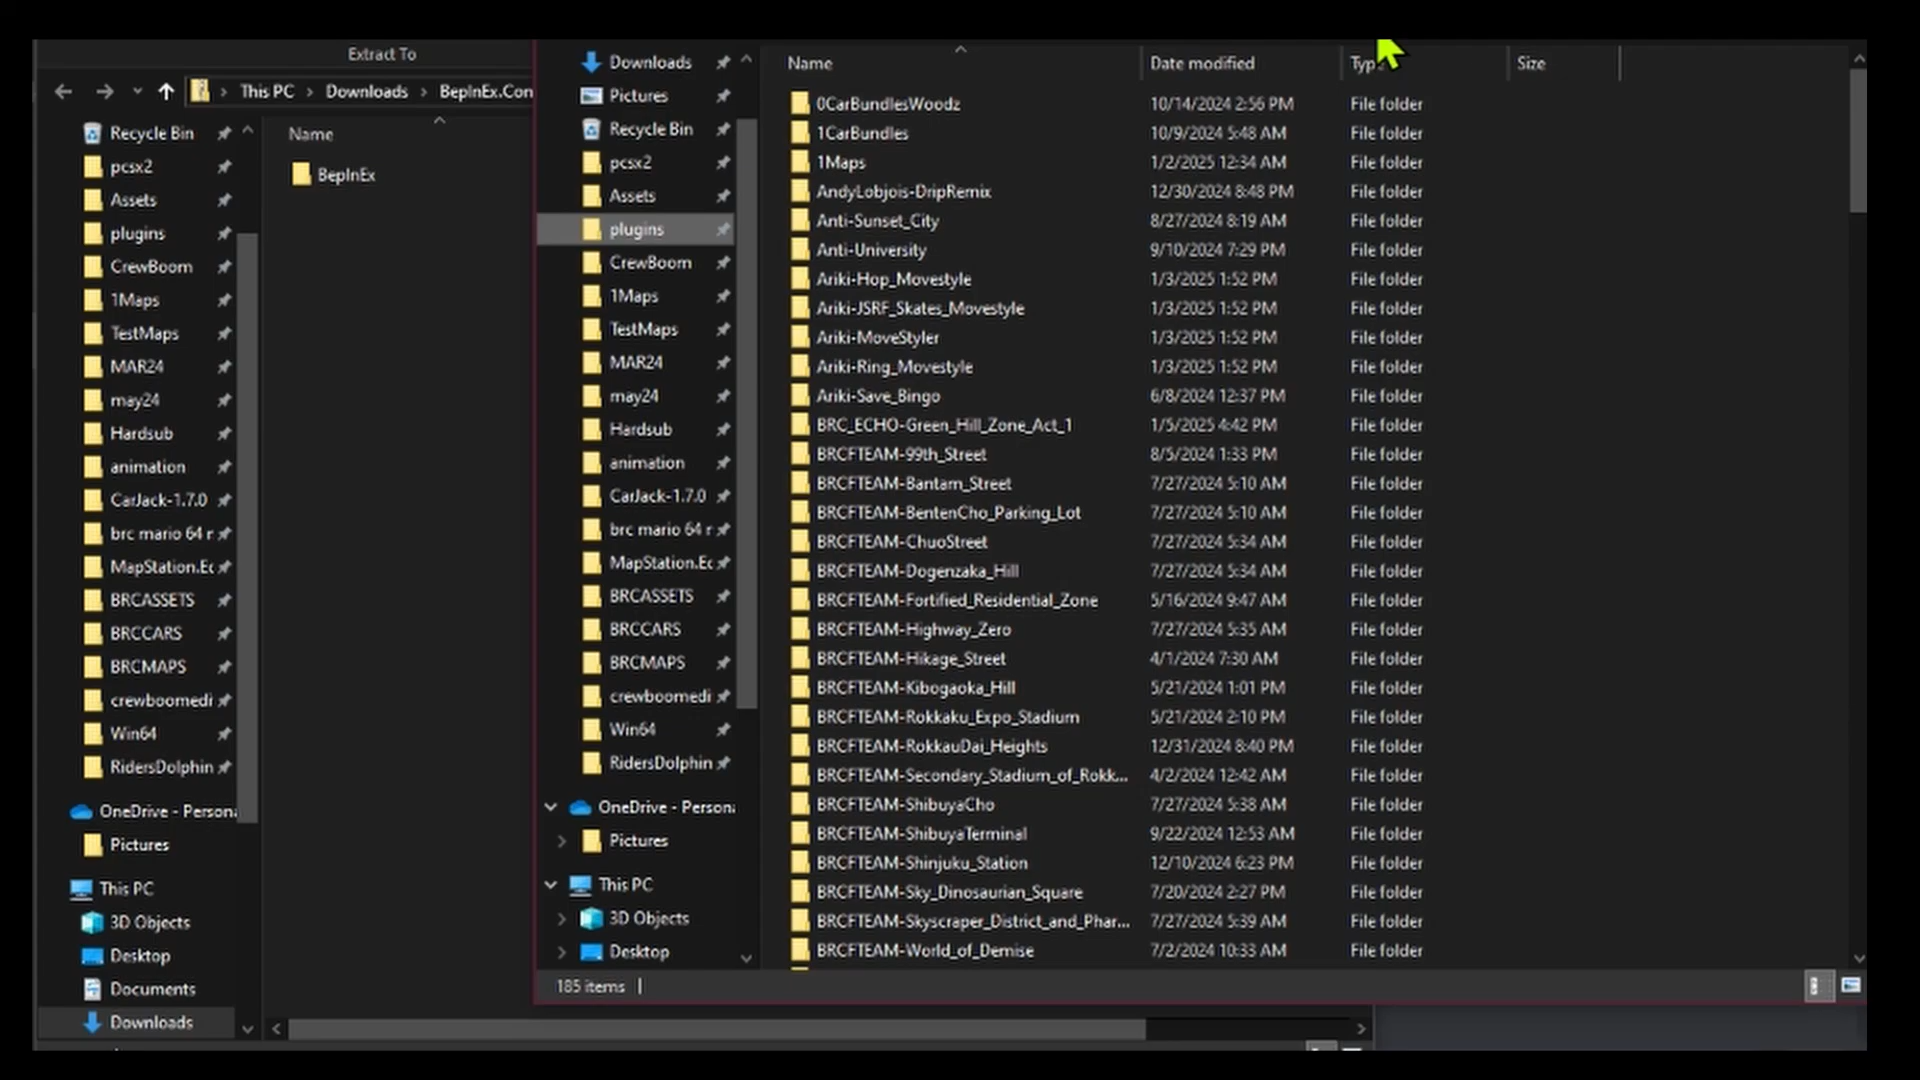 Extract To
This PC > Downloads > BepInEx.Con
Recycle Bin
pcsx2
Assets
plugins
CrewBoom
1Maps
TestMaps
MAR24
may24
Hardsub
animation
CarJack-1.7.0
brc mario 64 r
MapStation.Ec
BRCASSETS
BRCCARS
BRCMAPS
crewboomedi
Win64
RidersDolphin
OneDrive - Persona
Pictures
This PC
3D Objects
Desktop
Documents
Downloads
Name
BepInEx
Downloads
Pictures
Recycle Bin
pcsx2
Assets
plugins
CrewBoom
1Maps
TestMaps
MAR24
may24
Hardsub
animation
CarJack-1.7.0
brc mario 64 r
MapStation.Ec
BRCASSETS
BRCCARS
BRCMAPS
crewboomedi
Win64
RidersDolphin
OneDrive - Persona
Pictures
This PC
3D Objects
Desktop
Name Date modified Type Size
0CarBundlesWoodz 10/14/2024 2:56 PM File folder
1CarBundles 10/9/2024 5:48 AM File folder
1Maps 1/2/2025 12:34 AM File folder
AndyLobjois-DripRemix 12/30/2024 8:48 PM File folder
Anti-Sunset_City 8/27/2024 8:19 AM File folder
Anti-University 9/10/2024 7:29 PM File folder
Ariki-Hop_Movestyle 1/3/2025 1:52 PM File folder
Ariki-JSRF_Skates_Movestyle 1/3/2025 1:52 PM File folder
Ariki-MoveStyler 1/3/2025 1:52 PM File folder
Ariki-Ring_Movestyle 1/3/2025 1:52 PM File folder
Ariki-Save_Bingo 6/8/2024 12:37 PM File folder
BRC_ECHO-Green_Hill_Zone_Act_1 1/5/2025 4:42 PM File folder
BRCFTEAM-99th_Street 8/5/2024 1:33 PM File folder
BRCFTEAM-Bantam_Street 7/27/2024 5:10 AM File folder
BRCFTEAM-BentenCho_Parking_Lot 7/27/2024 5:10 AM File folder
BRCFTEAM-ChuoStreet 7/27/2024 5:34 AM File folder
BRCFTEAM-Dogenzaka_Hill 7/27/2024 5:34 AM File folder
BRCFTEAM-Fortified_Residential_Zone 5/16/2024 9:47 AM File folder
BRCFTEAM-Highway_Zero 7/27/2024 5:35 AM File folder
BRCFTEAM-Hikage_Street 4/1/2024 7:30 AM File folder
BRCFTEAM-Kibogaoka_Hill 5/21/2024 1:01 PM File folder
BRCFTEAM-Rokkaku_Expo_Stadium 5/21/2024 2:10 PM File folder
BRCFTEAM-RokkauDai_Heights 12/31/2024 8:40 PM File folder
BRCFTEAM-Secondary_Stadium_of_Rokk... 4/2/2024 12:42 AM File folder
BRCFTEAM-ShibuyaCho 7/27/2024 5:38 AM File folder
BRCFTEAM-ShibuyaTerminal 9/22/2024 12:53 AM File folder
BRCFTEAM-Shinjuku_Station 12/10/2024 6:23 PM File folder
BRCFTEAM-Sky_Dinosaurian_Square 7/20/2024 2:27 PM File folder
BRCFTEAM-Skyscraper_District_and_Phar... 7/27/2024 5:39 AM File folder
BRCFTEAM-World_of_Demise 7/2/2024 10:33 AM File folder
185 items